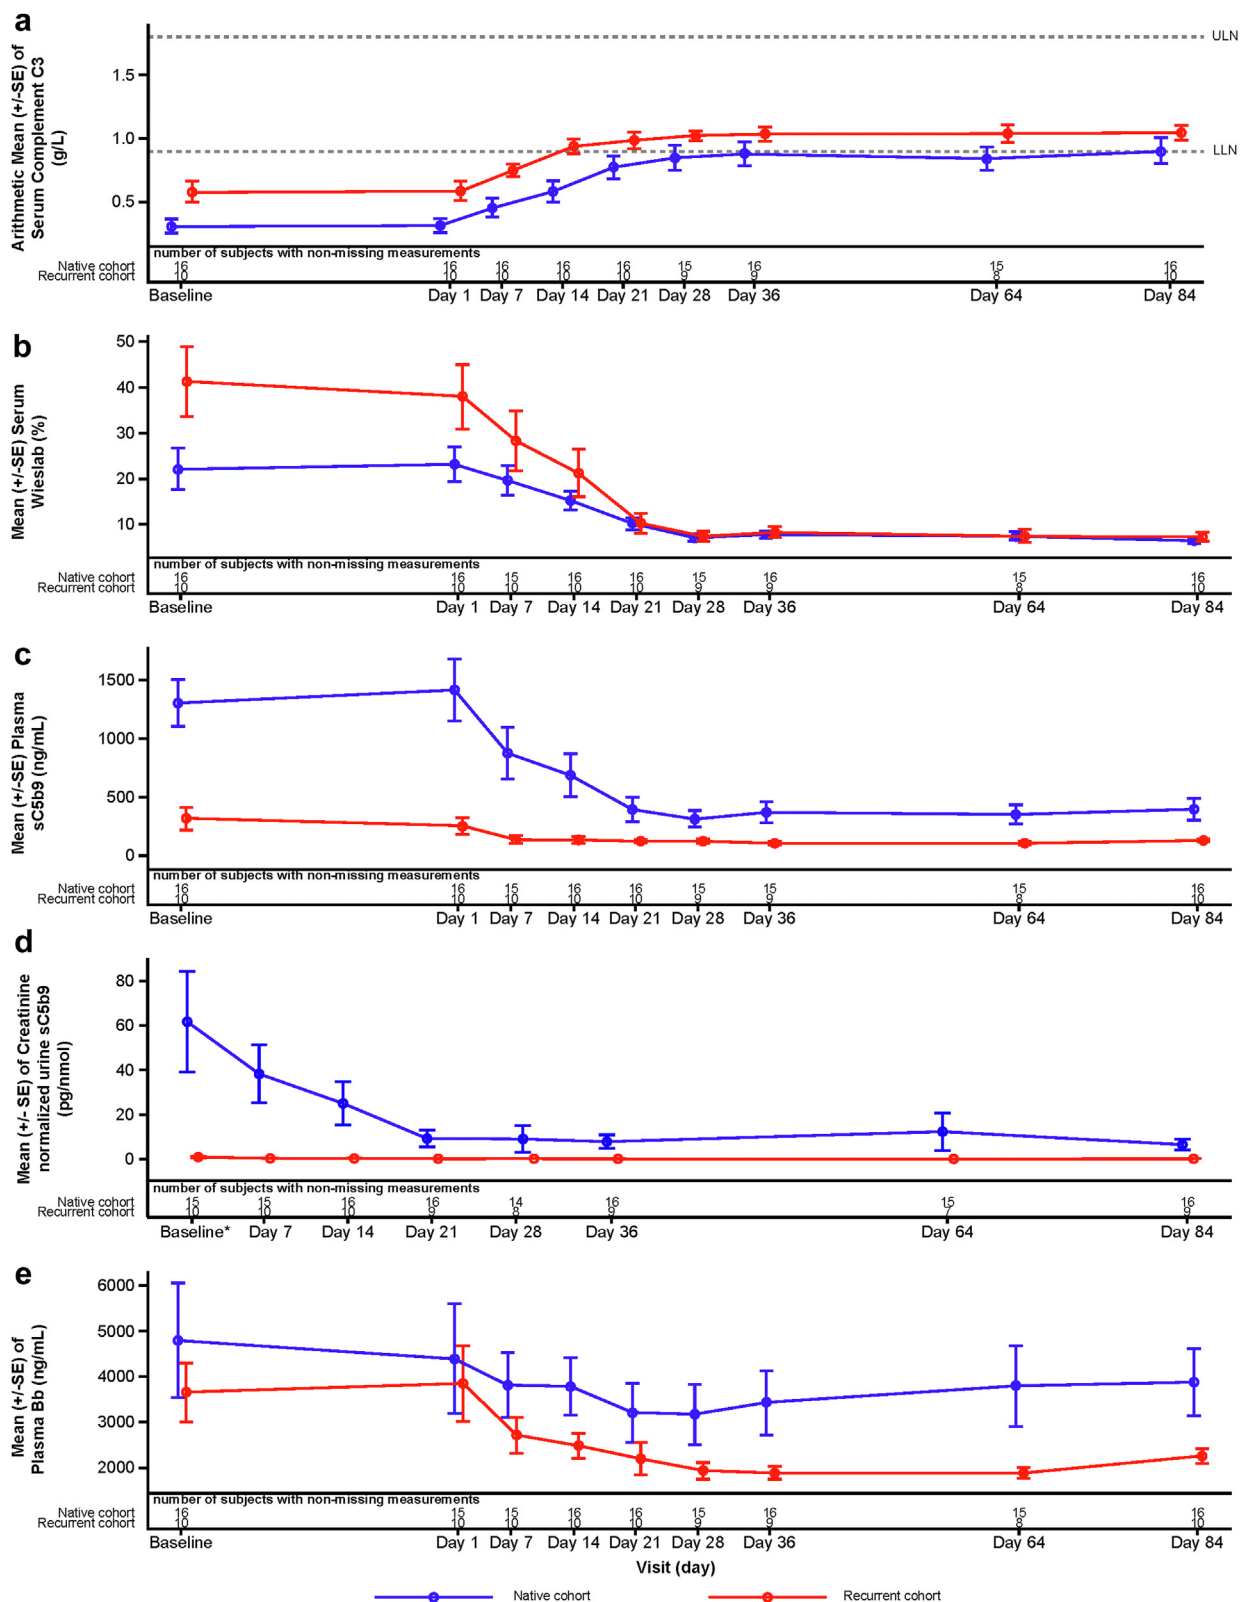 a
Arithmetic Mean (+/-SE) of
Serum Complement C3
(g/L)
1.5
1.0
0.5
ULN
LLN
number of subjects with non-missing measurements
Native cohort 16 16 16 16 16 15 16 15 16
Recurrent cohort 10 10 10 10 10 9 9 8 10
Baseline Day 1 Day 7 Day 14 Day 21 Day 28 Day 36 Day 64 Day 84
b
Mean (+/-SE) Serum
Wieslab (%)
50
40
30
20
10
number of subjects with non-missing measurements
Native cohort 16 16 15 16 16 15 16 15 16
Recurrent cohort 10 10 10 10 10 9 9 8 10
Baseline Day 1 Day 7 Day 14 Day 21 Day 28 Day 36 Day 64 Day 84
c
Mean (+/-SE) Plasma
sC5b9 (ng/mL)
1500
1000
500
0
number of subjects with non-missing measurements
Native cohort 16 16 15 16 16 15 15 15 16
Recurrent cohort 10 10 10 10 10 9 9 8 10
Baseline Day 1 Day 7 Day 14 Day 21 Day 28 Day 36 Day 64 Day 84
d
Mean (+/- SE) of Creatinine
normalized urine sC5b9
(pg/nmol)
80
60
40
20
0
number of subjects with non-missing measurements
Native cohort 15 15 16 16 14 16 15 16
Recurrent cohort 10 10 10 9 8 9 7 9
Baseline* Day 7 Day 14 Day 21 Day 28 Day 36 Day 64 Day 84
e
Mean (+/-SE) of
Plasma Bb (ng/mL)
6000
5000
4000
3000
2000
number of subjects with non-missing measurements
Native cohort 16 15 15 16 16 15 16 15 16
Recurrent cohort 10 10 10 10 10 9 9 8 10
Baseline Day 1 Day 7 Day 14 Day 21 Day 28 Day 36 Day 64 Day 84
Visit (day)
Native cohort Recurrent cohort